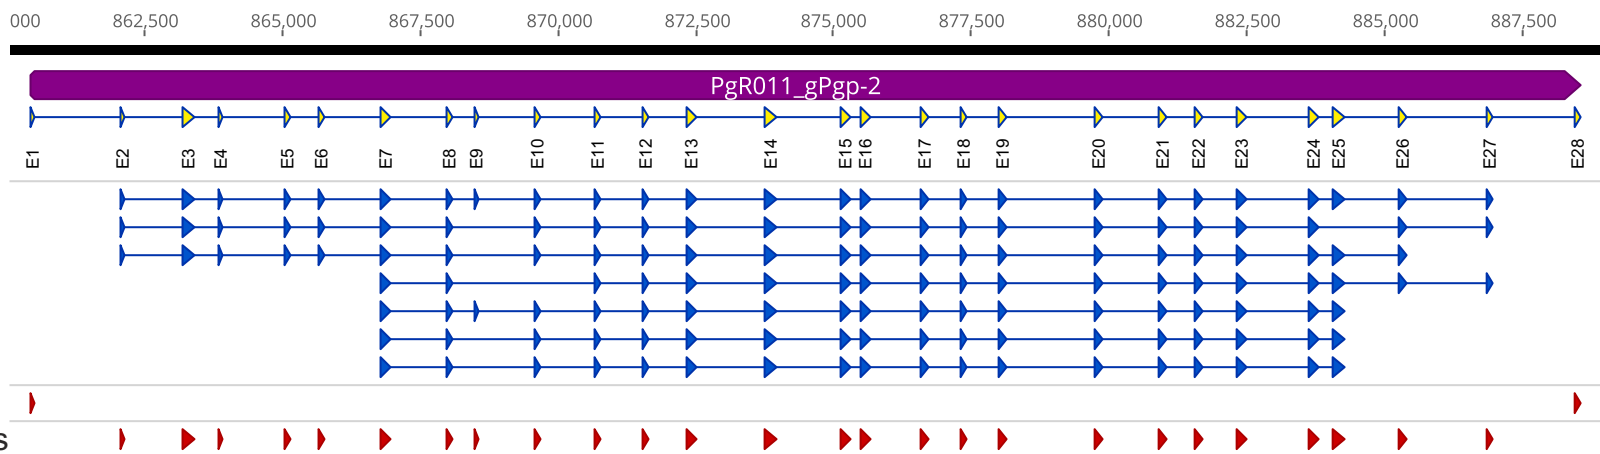 000 862,500 865,000 867,500 870,000 872,500 875,000 877,500 880,000 882,500 885,000 887,500
PgR011_gPgp-2
E1 E2 E3 E4 E5 E6 E7 E8 E9 E10 E11 E12 E13 E14 E15 E16 E17 E18 E19 E20 E21 E22 E23 E24 E25 E26 E27 E28
s